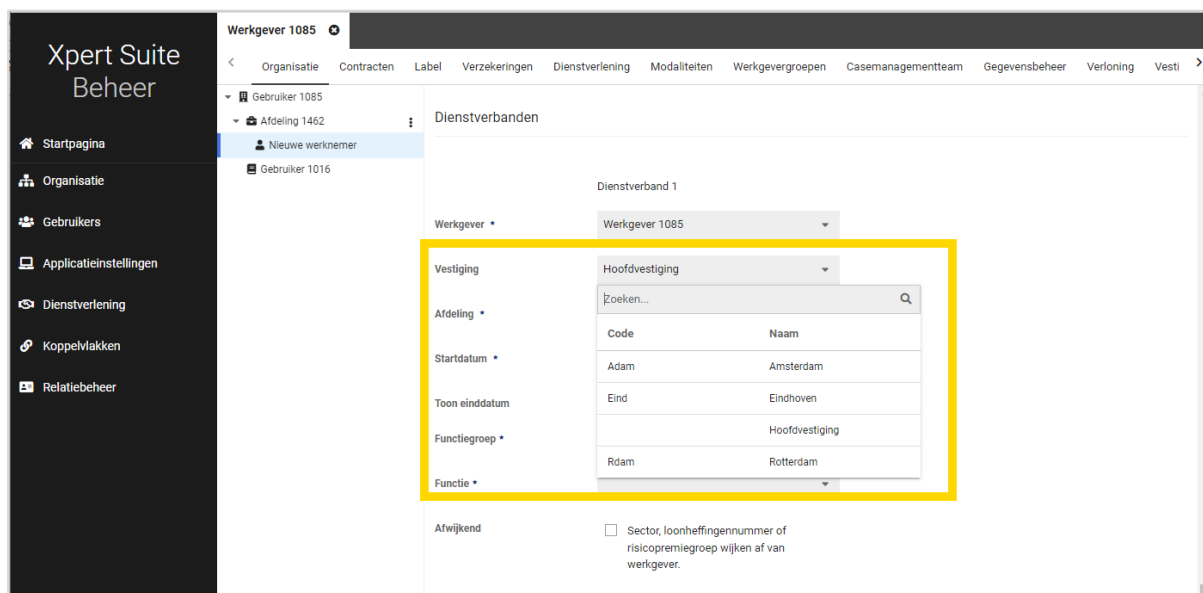 Xpert Suite
Beheer
Startpagina
Organisatie
Gebruikers
Applicatieinstellingen
Dienstverlening
Koppelvlakken
Relatiebeheer
Werkgever 1085
Organisatie Contracten Label Verzekeringen Dienstverlening Modaliteiten Werkgevergroepen Casemanagementteam Gegevensbeheer Verloning Vesti
Gebruiker 1085
Afdeling 1462
Nieuwe werknemer
Gebruiker 1016
Dienstverbanden
Dienstverband 1
Werkgever * Werkgever 1085
Vestiging Hoofdvestiging
Zoeken...
Afdeling *
Code Naam
Startdatum *
Adam Amsterdam
Eind Eindhoven
Toon einddatum
Hoofdvestiging
Functiegroep *
Rdam Rotterdam
Functie *
Afwijkend
Sector, loonheffingennummer of
risicopremiegroep wijken af van
werkgever.